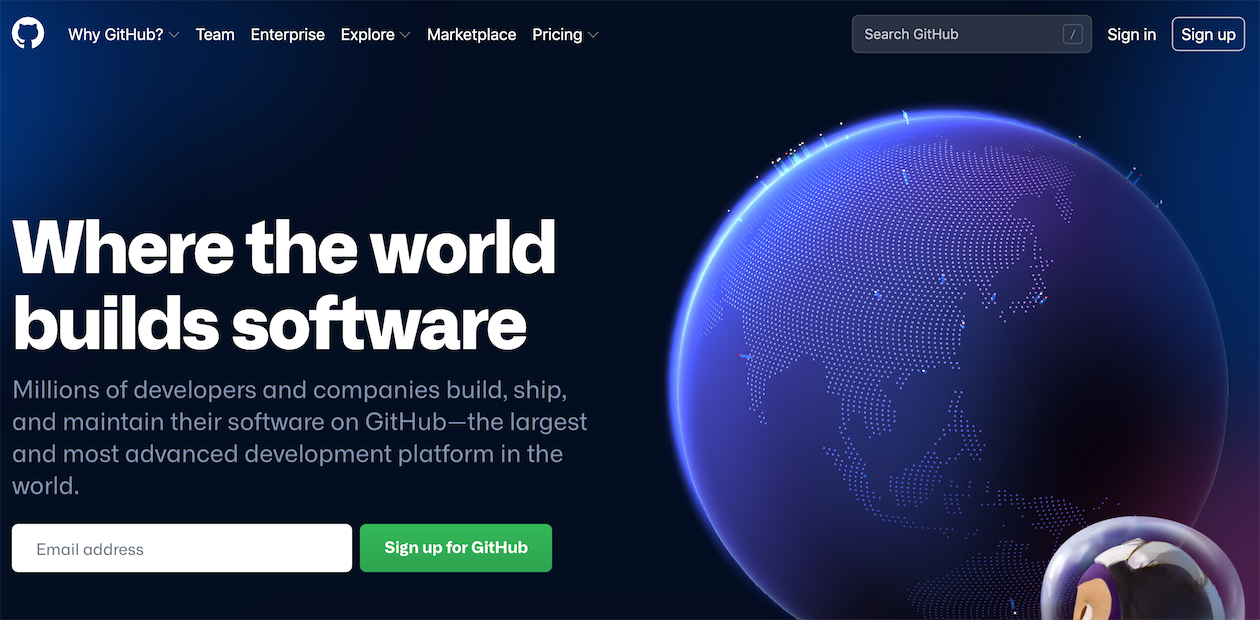 Why GitHub? Team Enterprise Explore Marketplace Pricing Search GitHub / Sign in Sign up
Where the world
builds software
Millions of developers and companies build, ship,
and maintain their software on GitHub—the largest
and most advanced development platform in the
world.
Email address Sign up for GitHub